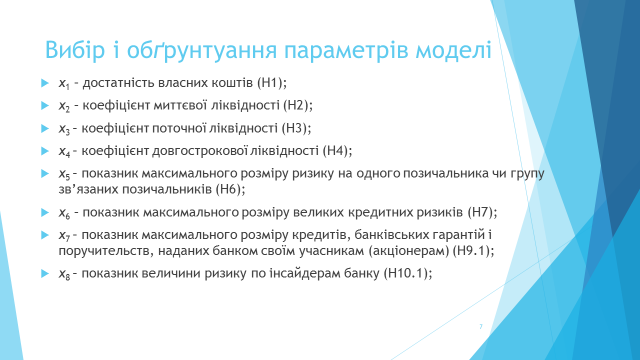 Вибір і обґрунтуання параметрів моделі
x1 – достатність власних коштів (Н1);
x2 – коефіцієнт миттєвої ліквідності (Н2);
x3 – коефіцієнт поточної ліквідності (Н3);
x4 – коефіцієнт довгострокової ліквідності (Н4);
x5 – показник максимального розміру ризику на одного позичальника чи групу
зв’язаних позичальників (Н6);
x6 – показник максимального розміру великих кредитних ризиків (Н7);
x7 – показник максимального розміру кредитів, банківських гарантій і
поручительств, наданих банком своїм учасникам (акціонерам) (Н9.1);
x8 – показник величини ризику по інсайдерам банку (Н10.1);
7